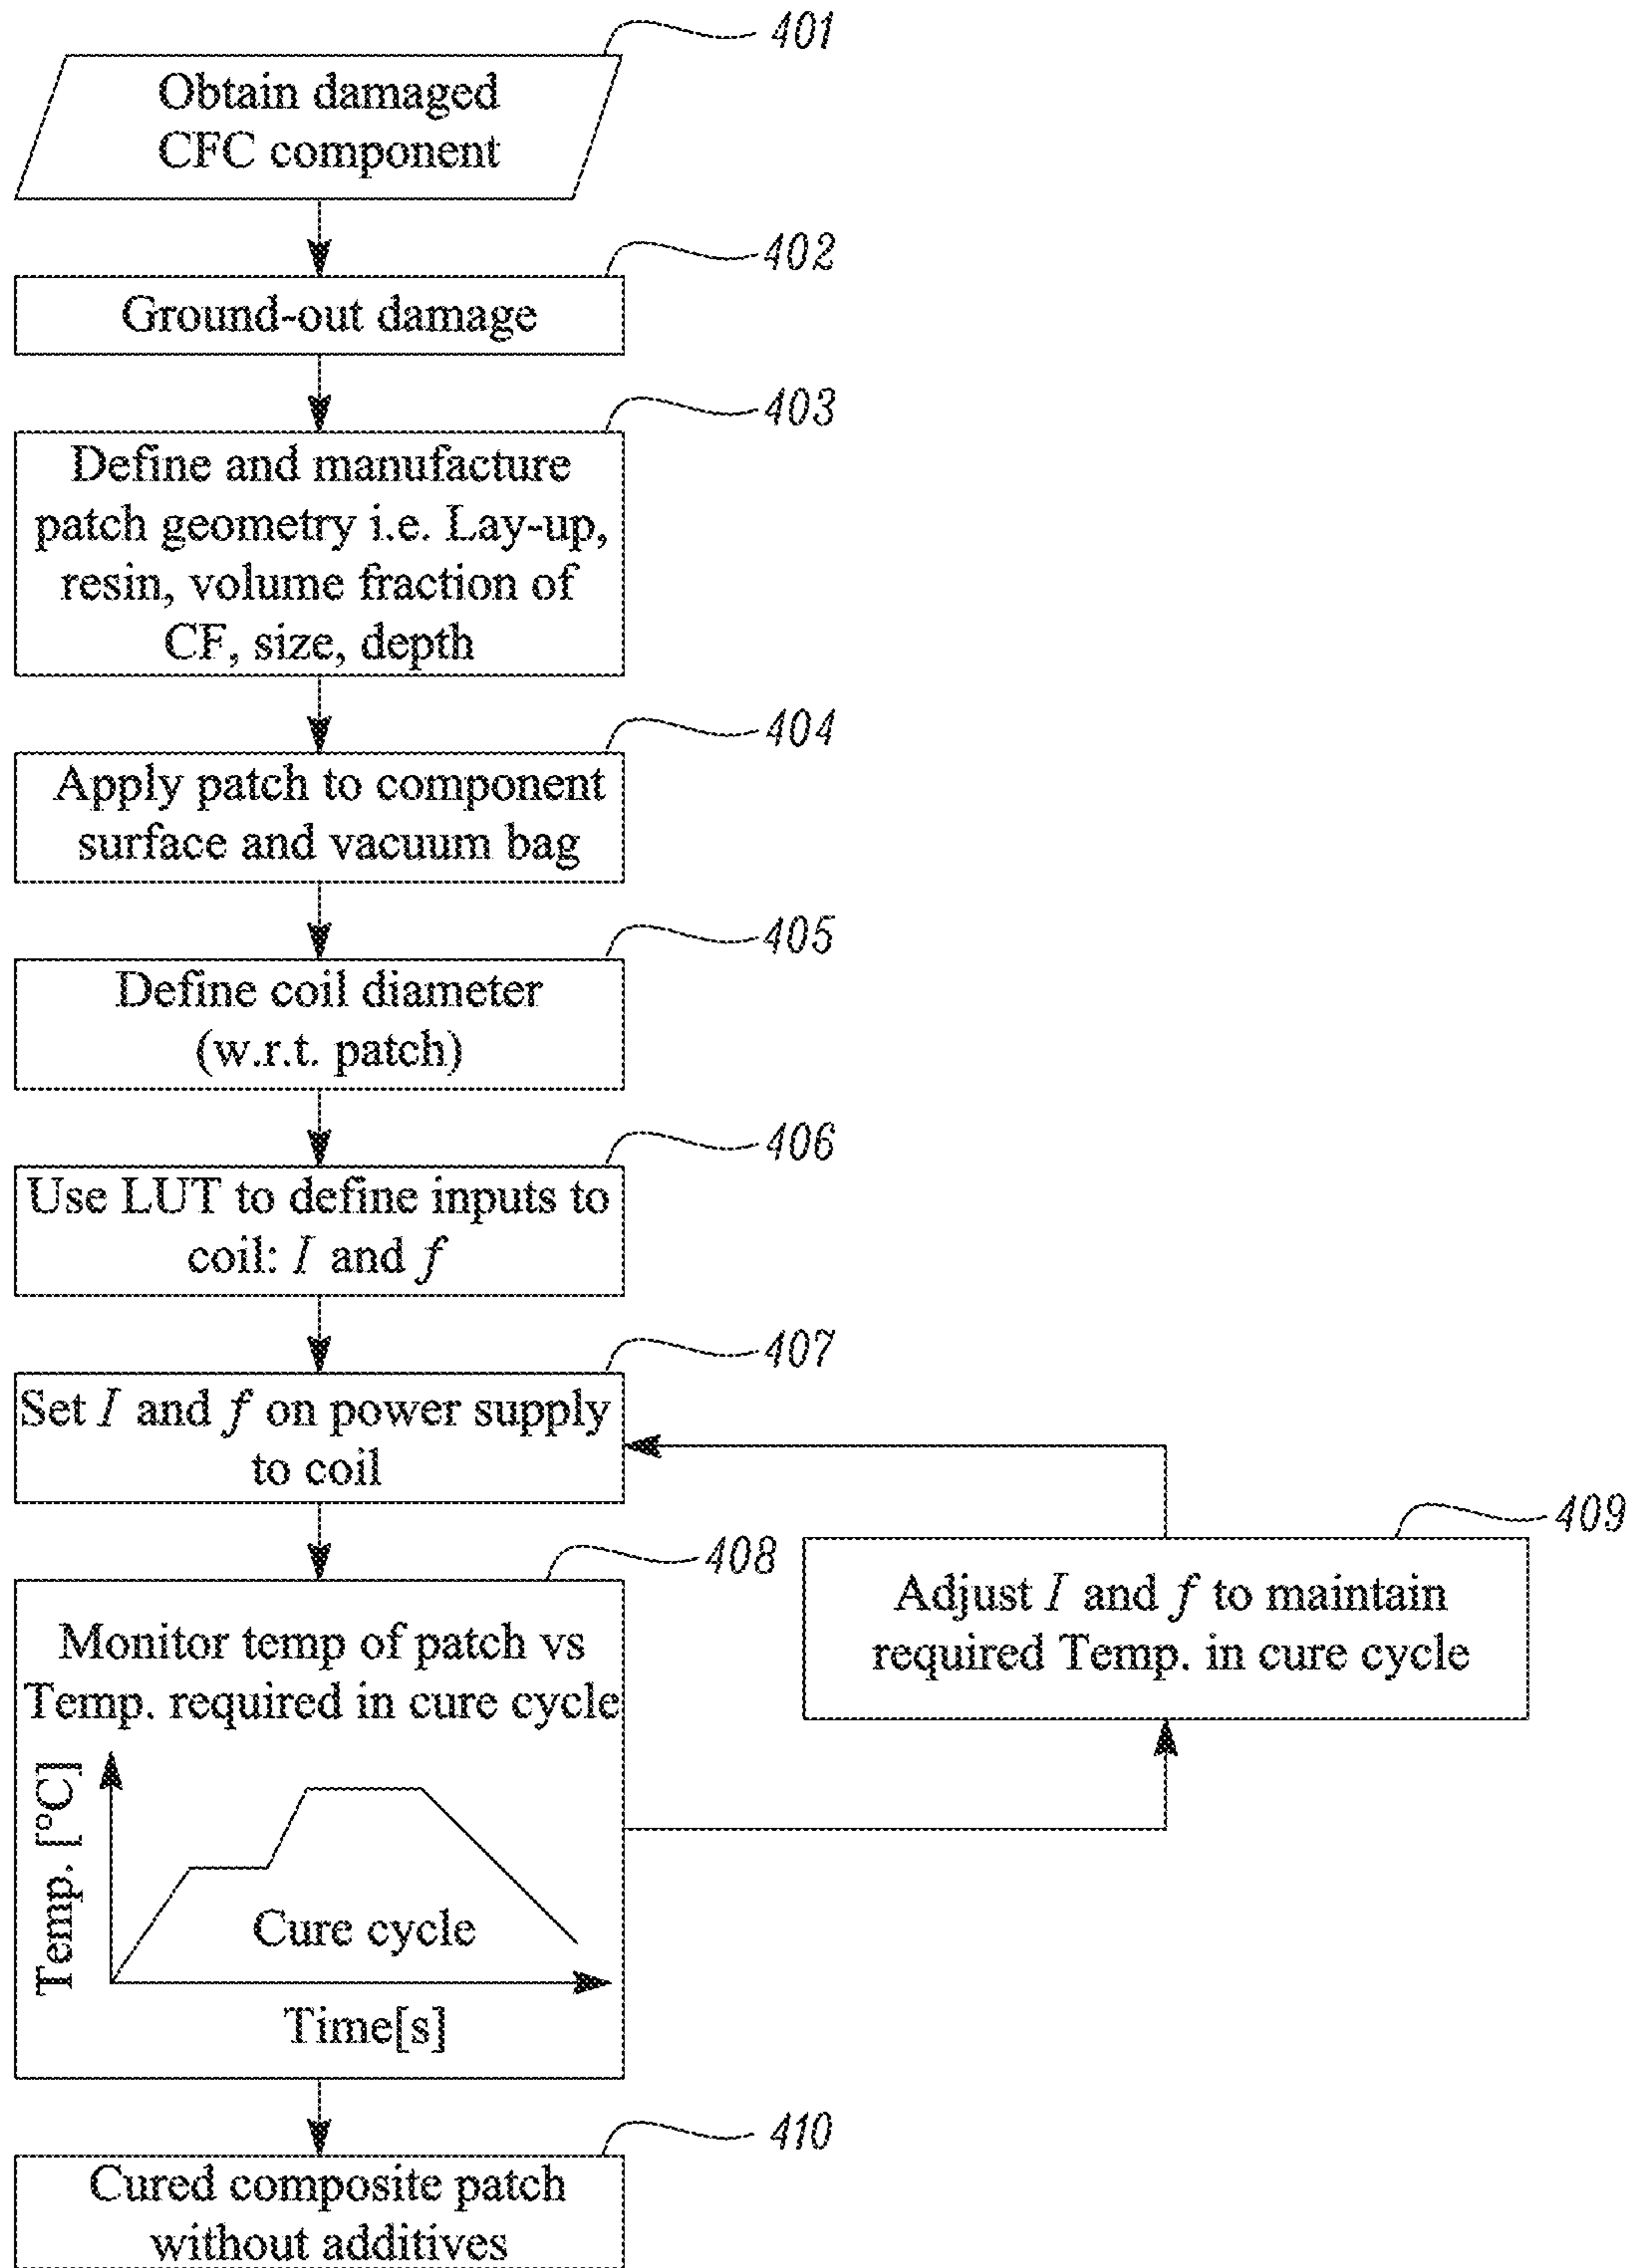 401
Obtain damaged
CFC component
402
Ground-out damage
403
Define and manufacture
patch geometry i.e. Lay-up,
resin, volume fraction of
CF, size, depth
404
Apply patch to component
surface and vacuum bag
405
Define coil diameter
(w.r.t. patch)
406
Use LUT to define inputs to
coil: I and f
407
Set I and f on power supply
to coil
408
Monitor temp of patch vs
Temp. required in cure cycle
Temp. [°C]
Cure cycle
Time[s]
409
Adjust I and f to maintain
required Temp. in cure cycle
410
Cured composite patch
without additives